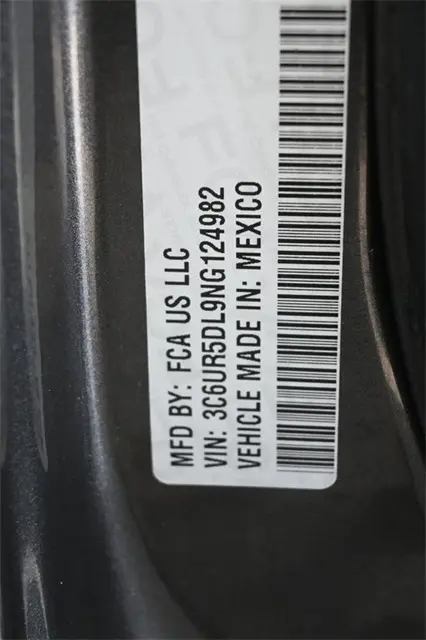 MFD BY: FCA US LLC
VIN: 3C6UR5DL9NG124982
VEHICLE MADE IN: MEXICO